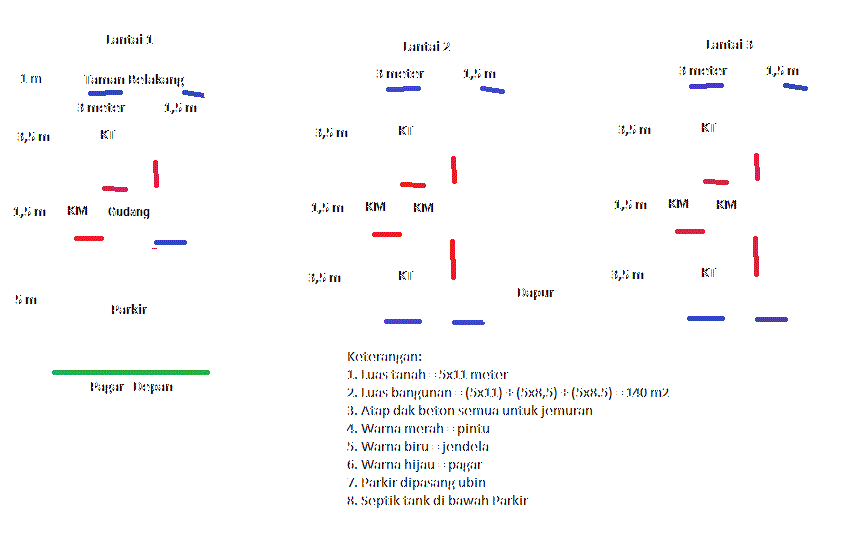 Lantai 1
1 m
Taman Belakang
3 meter 1,5 m
3,5 m
KT
1,5 m
KM Gudang
5 m
Parkir
Pagar Depan
Lantai 2
3 meter 1,5 m
3,5 m
KT
1,5 m
KM KM
3,5 m
KT
Dapur
Lantai 3
3 meter 1,5 m
3,5 m
KT
1,5 m
KM KM
3,5 m
KT
Keterangan:
1. Luas tanah = 5x11 meter
2. Luas bangunan = (5x11) + (5x8,5) + (5x8.5) = 140 m2
3. Atap dak beton semua untuk jemuran
4. Warna merah = pintu
5. Warna biru = jendela
6. Warna hijau = pagar
7. Parkir dipasang ubin
8. Septik tank di bawah Parkir